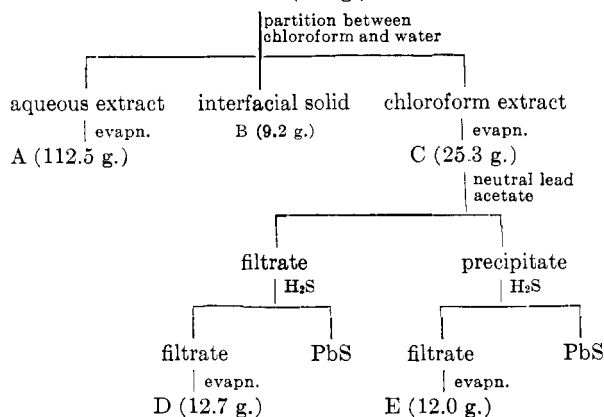 partition between
chloroform and water
aqueous extract interfacial solid chloroform extract
evapn. B (9.2 g.) evapn.
A (112.5 g.) C (25.3 g.)
neutral lead
acetate
filtrate precipitate
H₂S H₂S
filtrate PbS filtrate PbS
evapn. evapn.
D (12.7 g.) E (12.0 g.)